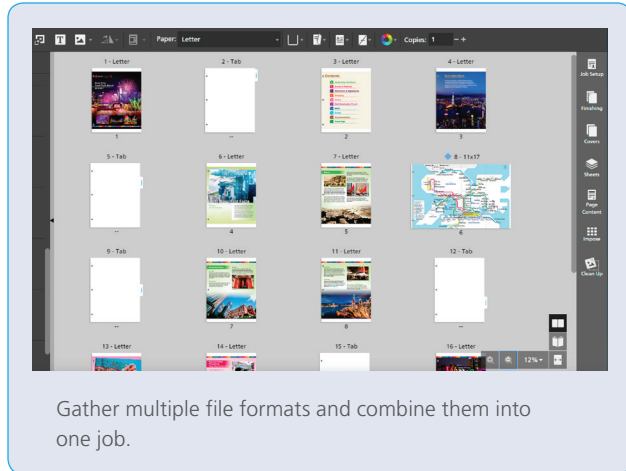 Paper: Letter
Copies: 1
1 - Letter
2 - Tab
3 - Letter
4 - Letter
1
--
2
3
Job Setup
Finishing
Covers
Sheets
Page Content
Impose
Clean Up
5 - Tab
6 - Letter
7 - Letter
8 - 11x17
--
4
5
6
9 - Tab
10 - Letter
11 - Letter
12 - Tab
--
7
8
--
13 - Letter
14 - Letter
15 - Tab
16 - Letter
12%
Gather multiple file formats and combine them into
one job.